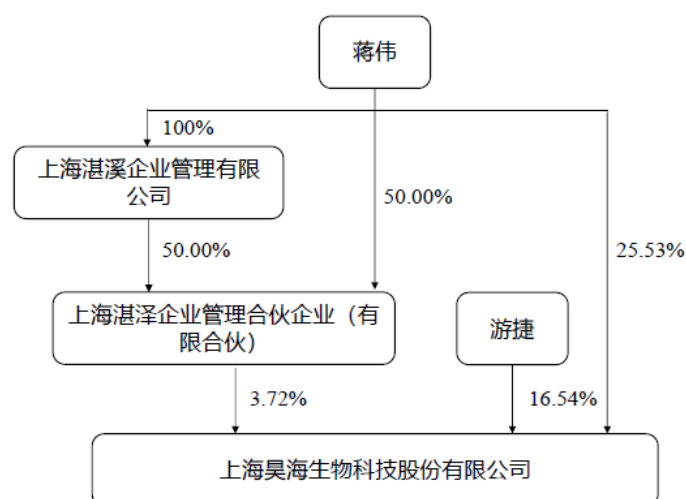 蒋伟
100%
上海湛溪企业管理有限
公司
50.00%
50.00%
25.53%
上海湛泽企业管理合伙企业（有
限合伙）
游捷
3.72%
16.54%
上海昊海生物科技股份有限公司